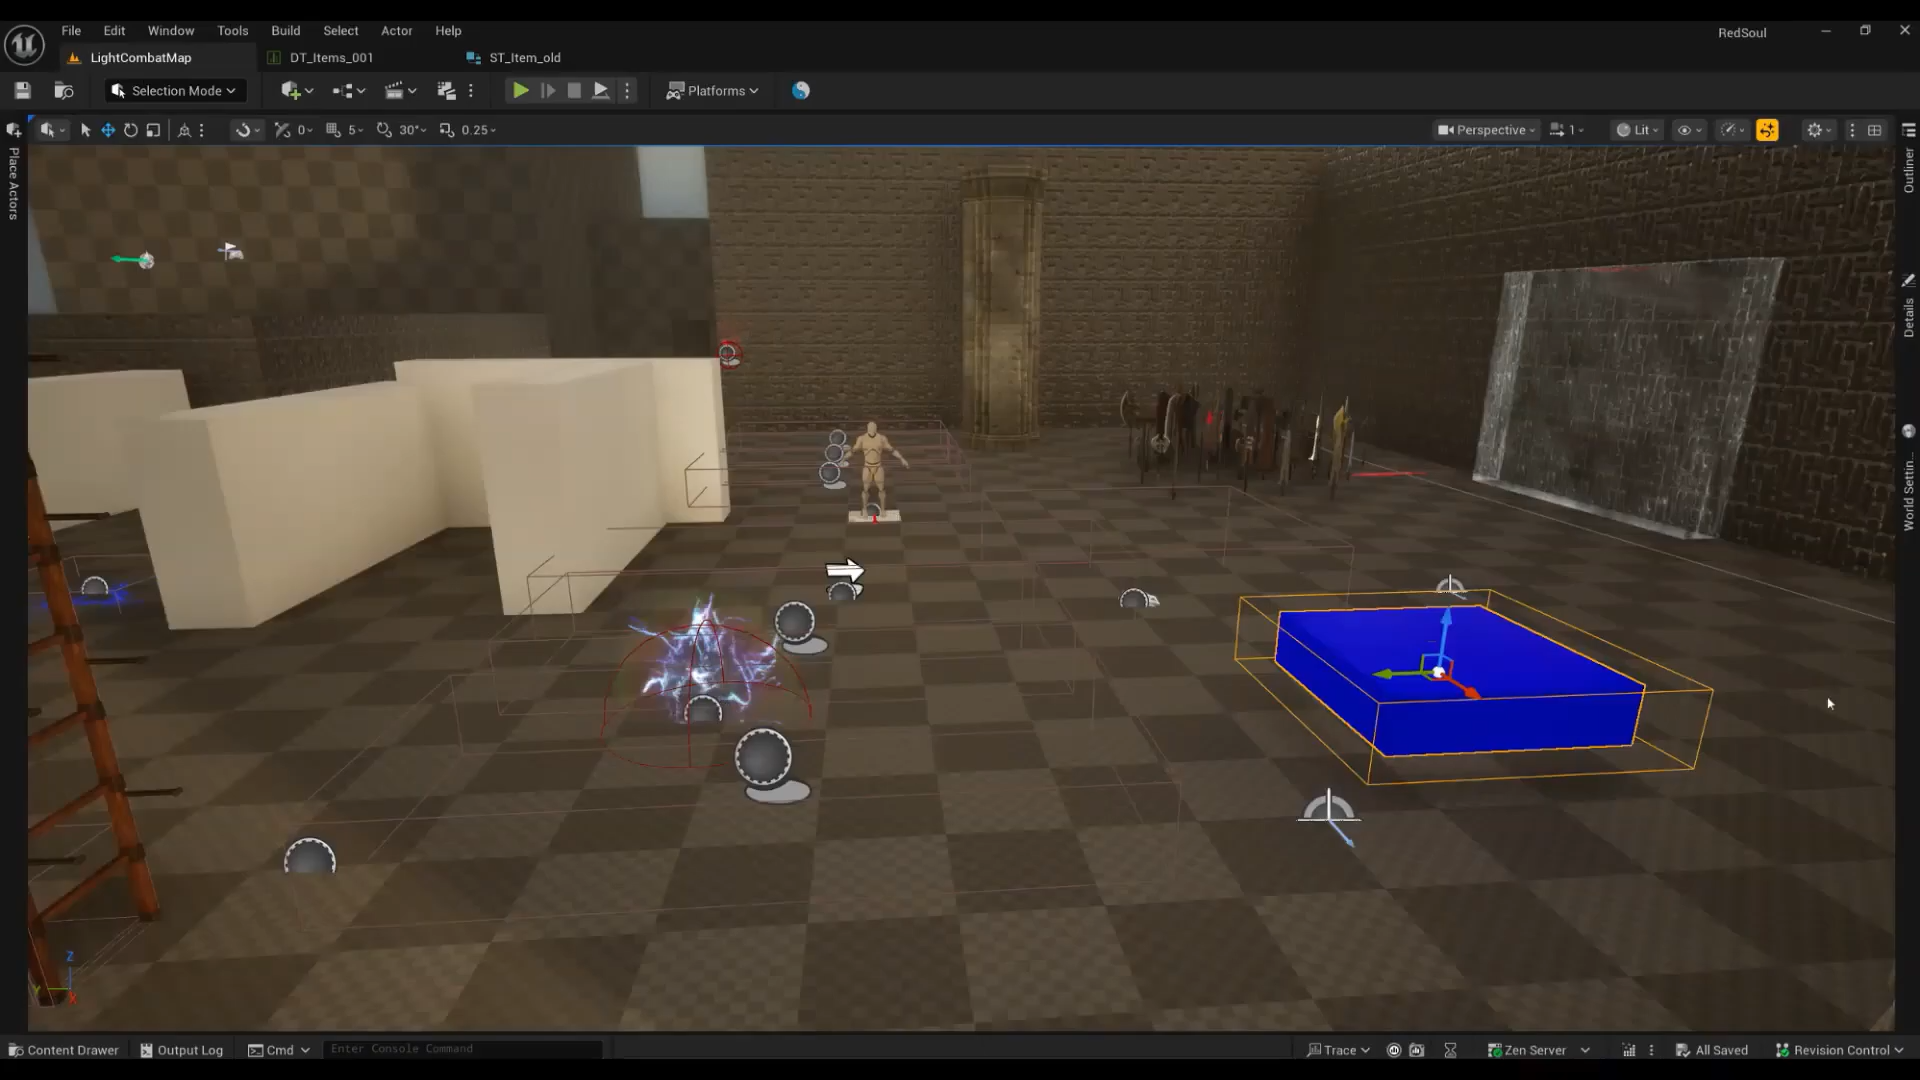 File Edit Window Tools Build Select Actor Help
RedSoul
LightCombatMap
DT_Items_001
ST_Item_old
Selection Mode
Platforms
0
5
30°
0.25
Perspective
1
Lit
Place Actors
Outliner
Details
World Settin...
Z
Y
X
Content Drawer
Output Log
Cmd
Enter Console Command
Trace
Zen Server
All Saved
Revision Control